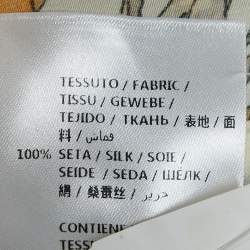 TESSUTO / FABRIC /
TISSU / GEWEBE /
TEJIDO / ТКАНЬ / 表地 / 面
料 / قماش /
100% SETA / SILK / SOIE /
SEIDE / SEDA / ШЁЛК /
絹 / 桑蚕丝 / حرير /
CONTIENE
TESS